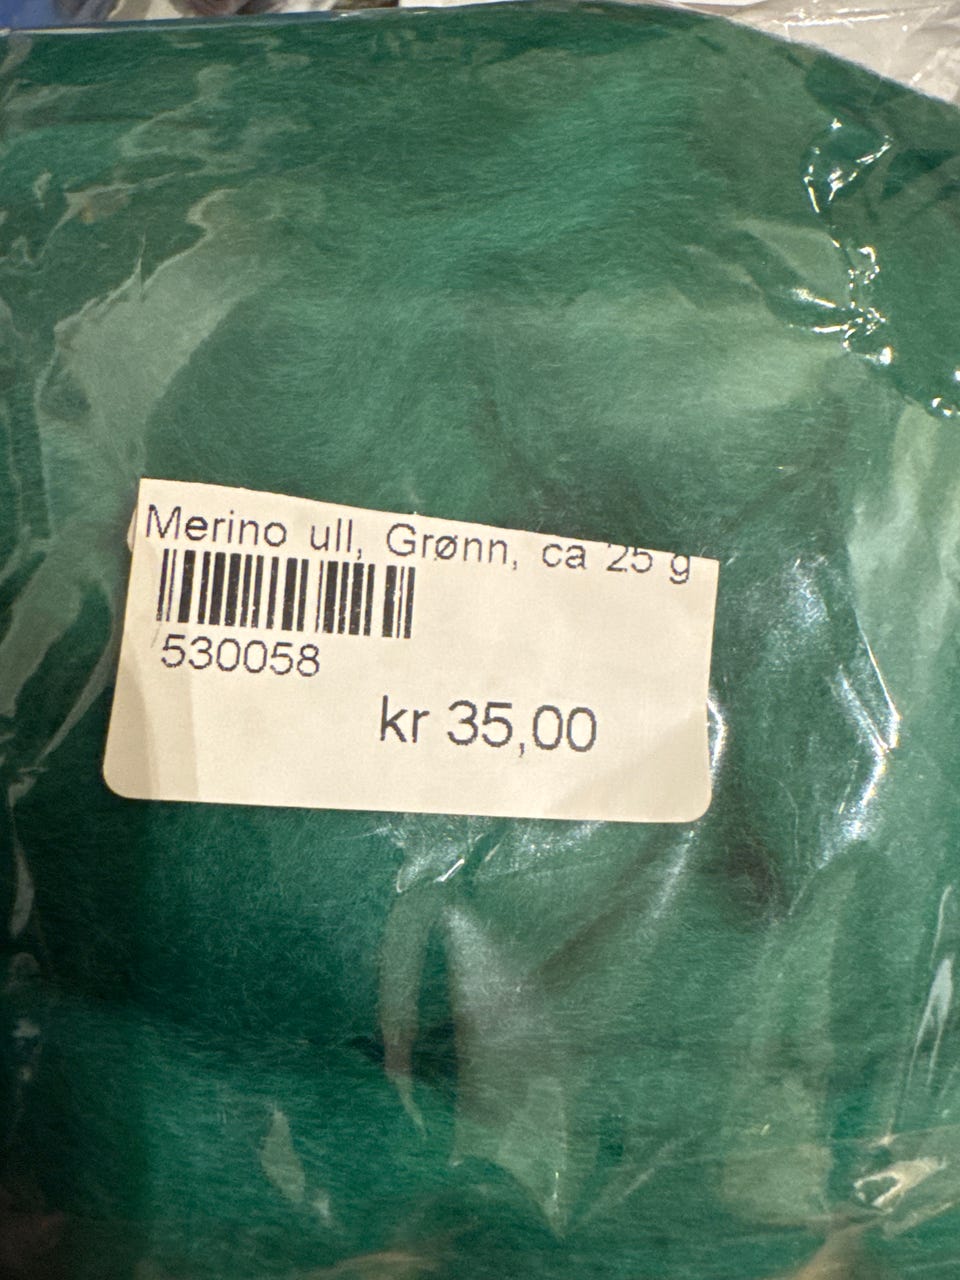 Merino ull, Grønn, ca 25 g
530058
kr 35,00